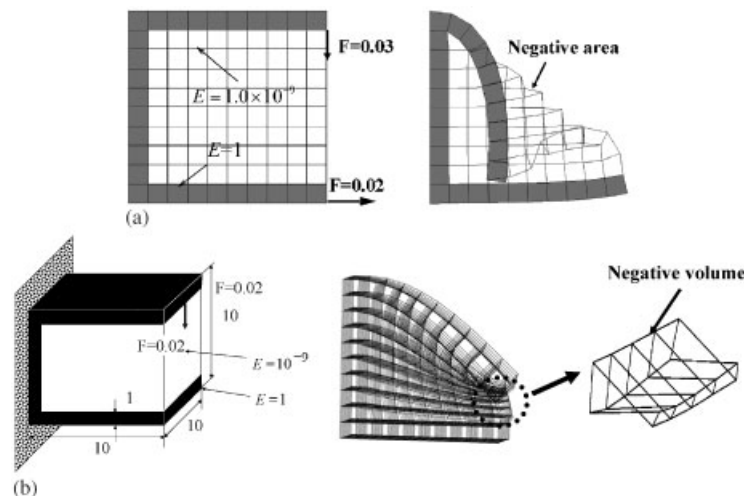 F=0.03
Negative area
E = 1.0×10⁻⁹
E=1
F=0.02
(a)
Negative volume
F=0.02
10
F=0.02
E=10⁻⁹
1
E=1
10
10
(b)